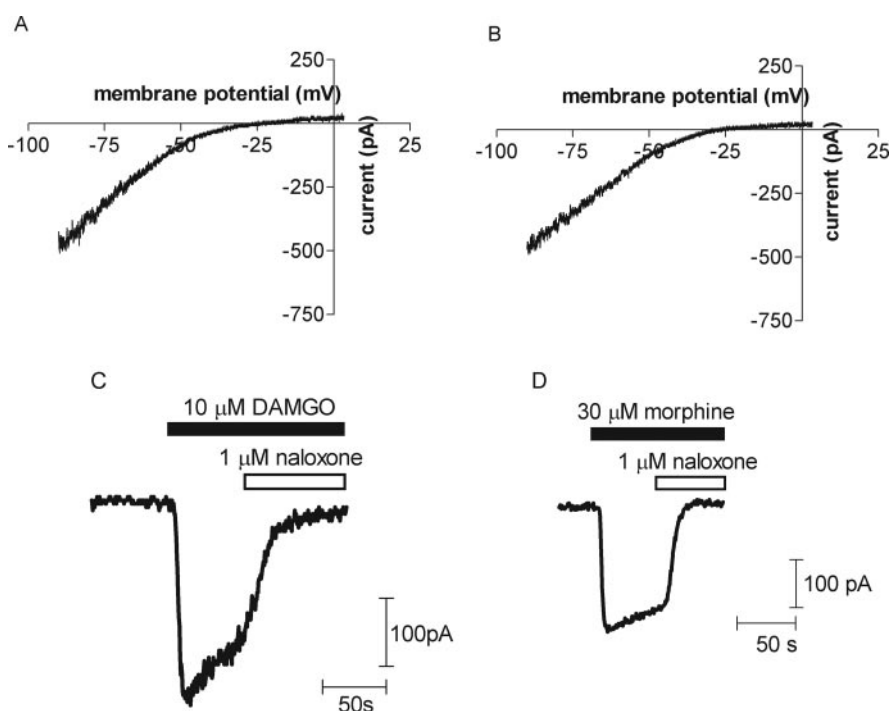 A
250
membrane potential (mV)
-100
-75
-50
-25
25
-250
-500
-750
current (pA)
B
250
membrane potential (mV)
-100
-75
-50
-25
25
-250
-500
-750
current (pA)
C
10 μM DAMGO
1 μM naloxone
100pA
50s
D
30 μM morphine
1 μM naloxone
100 pA
50 s